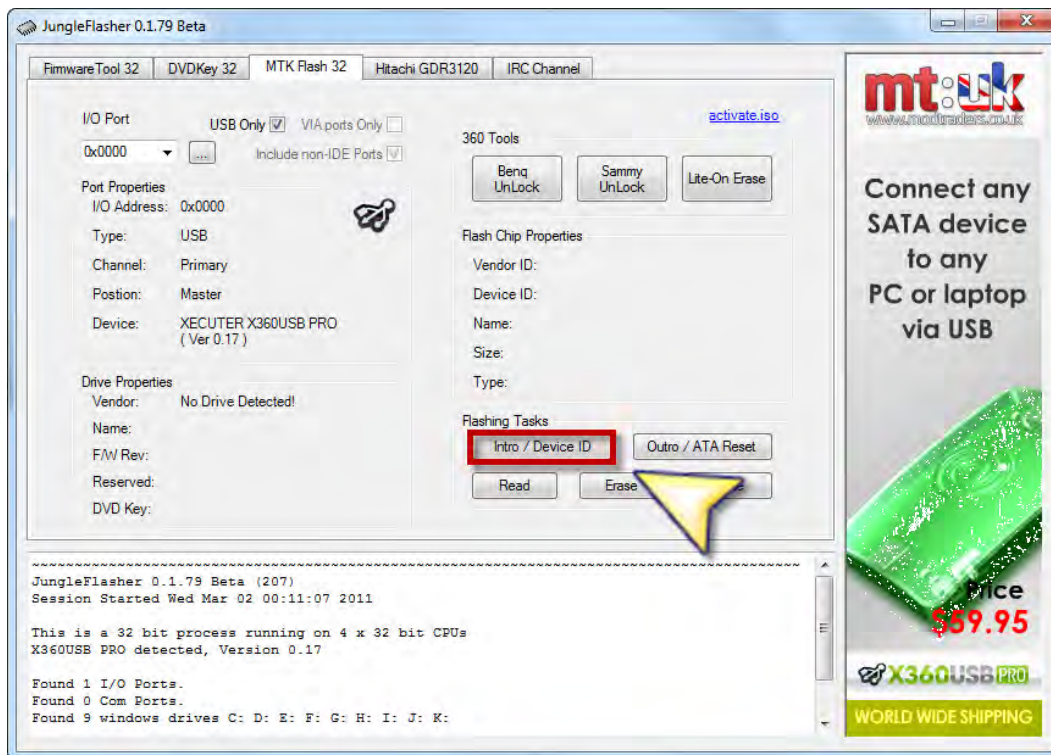 JungleFlasher 0.1.79 Beta
FirmwareTool 32
DVDKey 32
MTK Flash 32
Hitachi GDR3120
IRC Channel
I/O Port
USB Only
VIA ports Only
0x0000
...
Include non-IDE Ports
Port Properties
I/O Address: 0x0000
Type: USB
Channel: Primary
Postion: Master
Device: XECUTER X360USB PRO
( Ver 0.17 )
Drive Properties
Vendor: No Drive Detected!
Name:
F/W Rev:
Reserved:
DVD Key:
activate.iso
360 Tools
Benq
UnLock
Sammy
UnLock
Lite-On Erase
Flash Chip Properties
Vendor ID:
Device ID:
Name:
Size:
Type:
Flashing Tasks
Intro / Device ID
Outro / ATA Reset
Read
Erase
JungleFlasher 0.1.79 Beta (207)
Session Started Wed Mar 02 00:11:07 2011
This is a 32 bit process running on 4 x 32 bit CPUs
X360USB PRO detected, Version 0.17
Found 1 I/O Ports.
Found 0 Com Ports.
Found 9 windows drives C: D: E: F: G: H: I: J: K:
mt:uk
www.modtraders.co.uk
Connect any
SATA device
to any
PC or laptop
via USB
Price
$59.95
X360USB PRO
WORLD WIDE SHIPPING